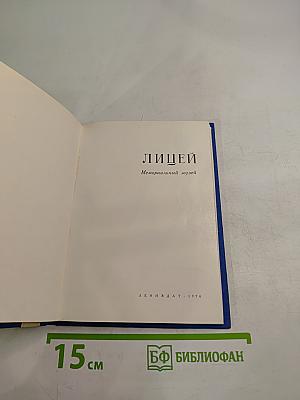 ЛИЦЕЙ
Мемориальный музей
ЛЕНИЗДАТ · 1976
15 см
БФ БИБЛИОФАН